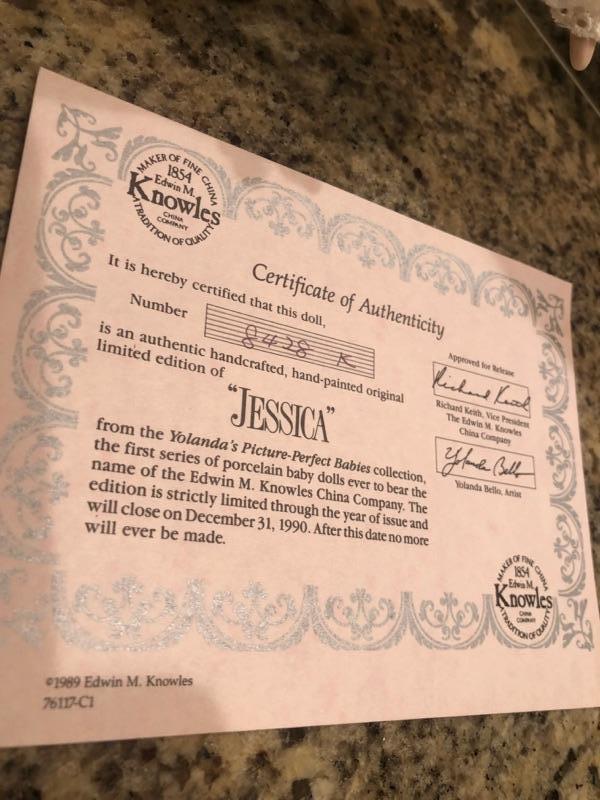 MAKER OF FINE CHINA
1854
Edwin M.
Knowles
CHINA
COMPANY
A TRADITION OF QUALITY
Certificate of Authenticity
It is hereby certified that this doll,
Number 8428 K
is an authentic handcrafted, hand-painted original
limited edition of
"JESSICA"
from the Yolanda's Picture-Perfect Babies collection,
the first series of porcelain baby dolls ever to bear the
name of the Edwin M. Knowles China Company. The
edition is strictly limited through the year of issue and
will close on December 31, 1990. After this date no more
will ever be made.
Approved for Release
Richard Keith
Richard Keith, Vice President
The Edwin M. Knowles
China Company
Yolanda Bello
Yolanda Bello, Artist
MAKER OF FINE CHINA
1854
Edwin M.
Knowles
CHINA
COMPANY
A TRADITION OF QUALITY
©1989 Edwin M. Knowles
76117-C1